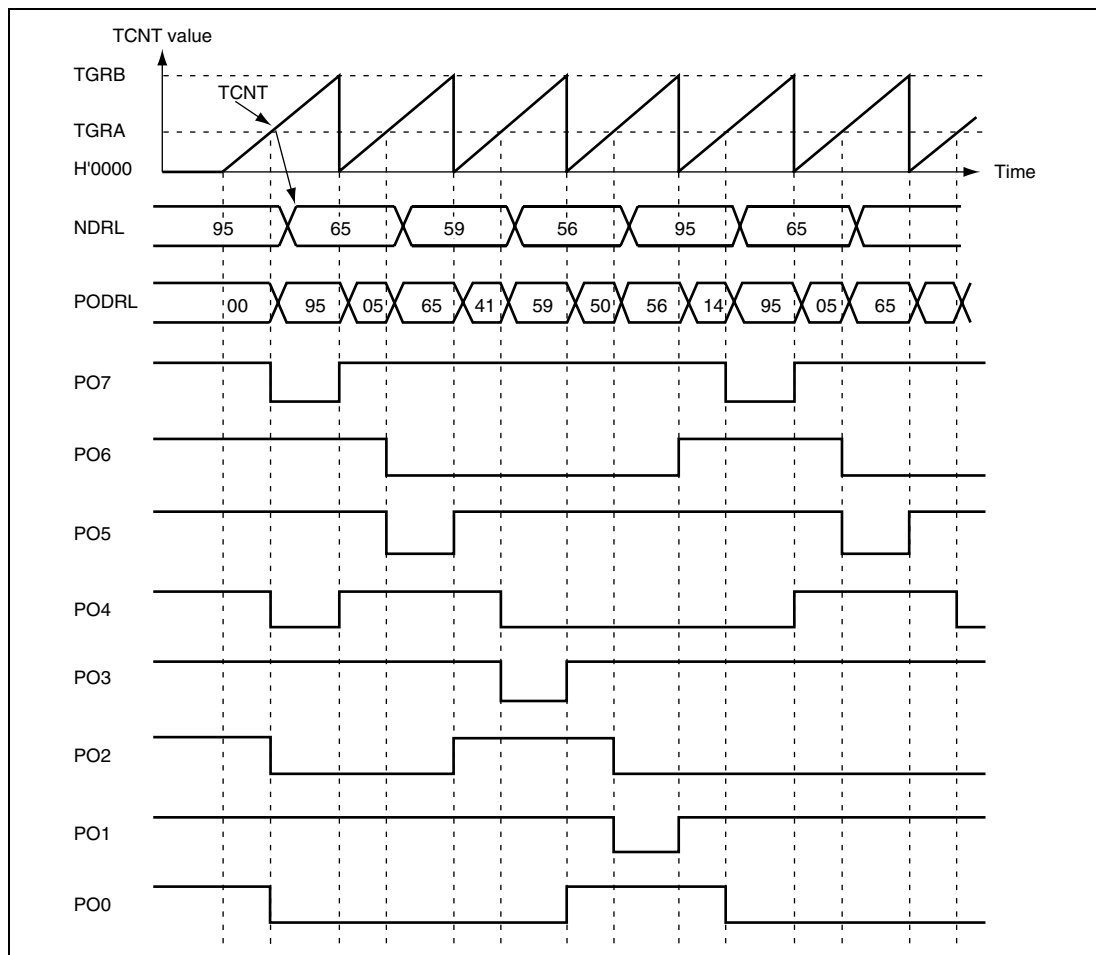 TCNT value
TGRB
TCNT
TGRA
H'0000
Time
NDRL
95 65 59 56 95 65
PODRL
00 95 05 65 41 59 50 56 14 95 05 65
PO7
PO6
PO5
PO4
PO3
PO2
PO1
PO0